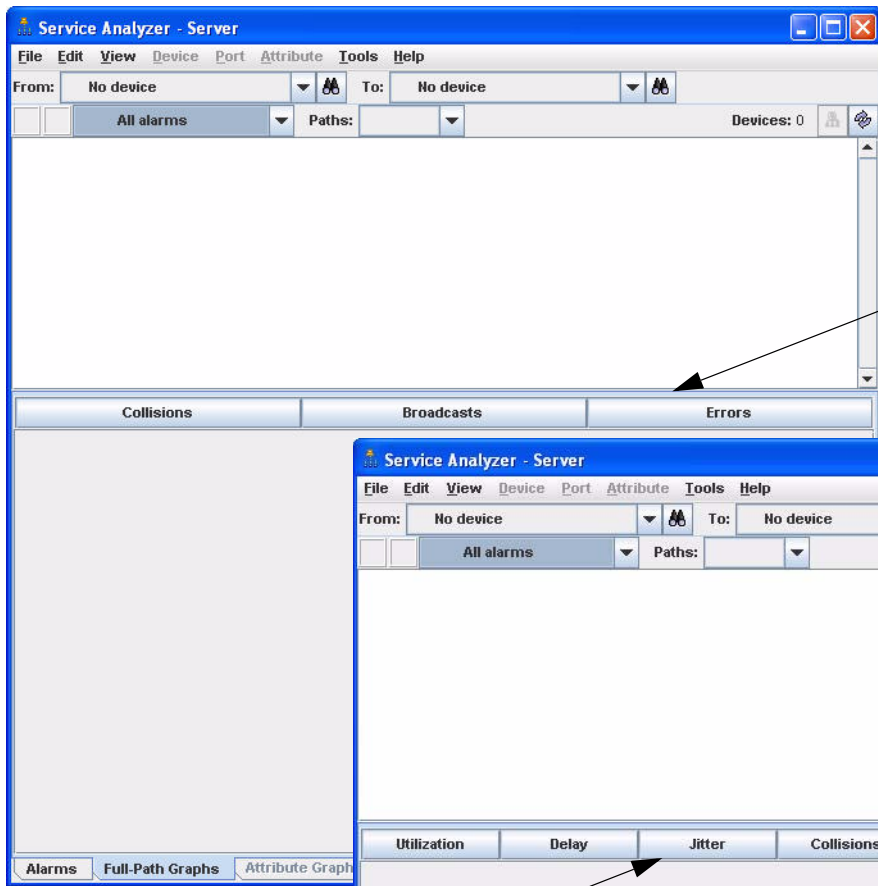 Service Analyzer - Server
File Edit View Device Port Attribute Tools Help
From: No device To: No device
All alarms Paths: Devices: 0
Collisions Broadcasts Errors
Service Analyzer - Server
File Edit View Device Port Attribute Tools Help
From: No device To: No device
All alarms Paths:
Utilization Delay Jitter Collisions
Alarms Full-Path Graphs Attribute Graph